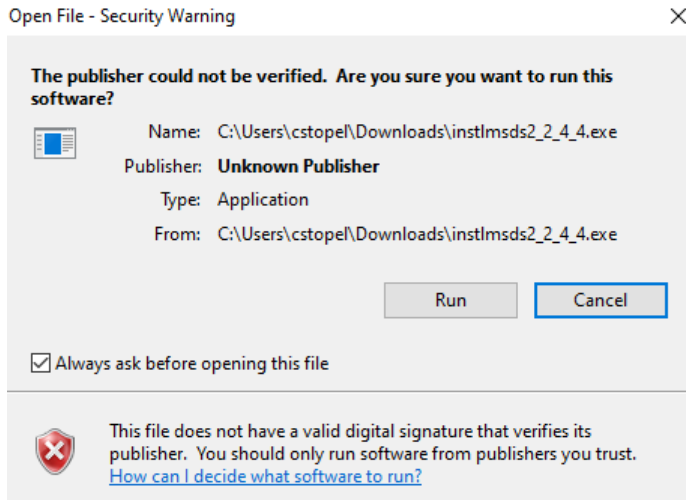 Open File - Security Warning
The publisher could not be verified.  Are you sure you want to run this
software?
Name: C:\Users\cstopel\Downloads\instlmsds2_2_4_4.exe
Publisher: Unknown Publisher
Type: Application
From: C:\Users\cstopel\Downloads\instlmsds2_2_4_4.exe
Run Cancel
Always ask before opening this file
This file does not have a valid digital signature that verifies its
publisher.  You should only run software from publishers you trust.
How can I decide what software to run?